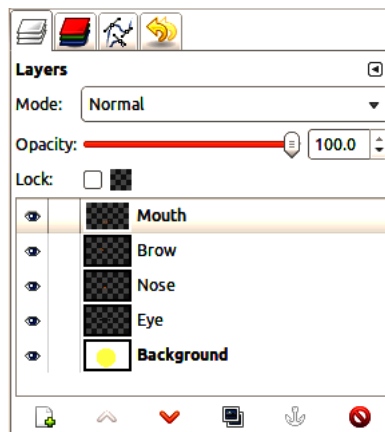 Layers
Mode: Normal
Opacity: 100.0
Lock:
Mouth
Brow
Nose
Eye
Background